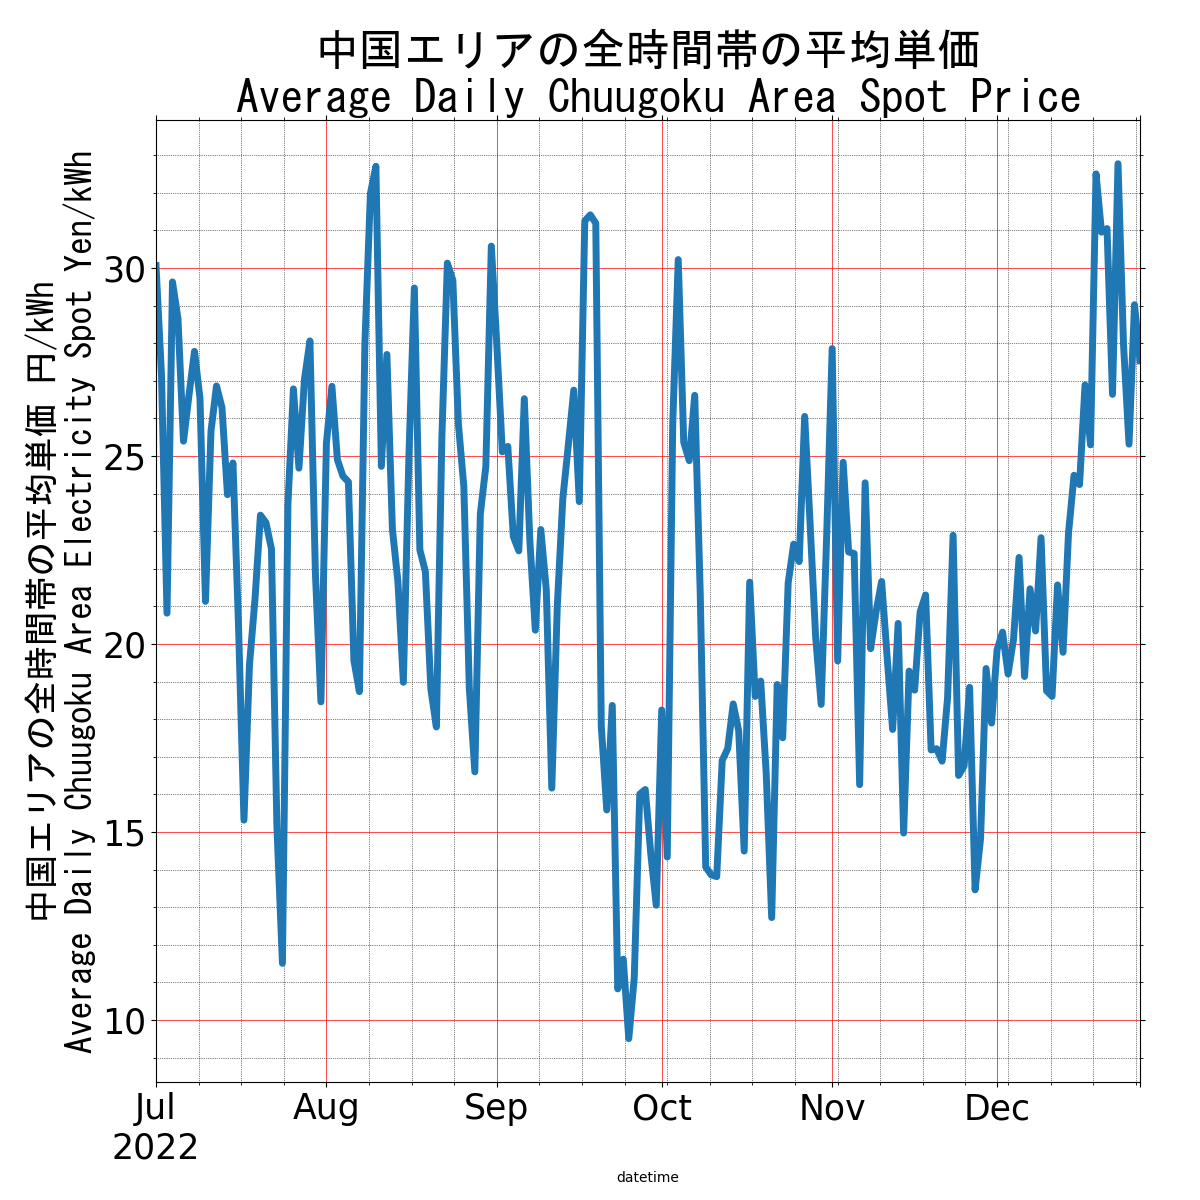 中国エリアの全時間帯の平均単価
Average Daily Chuugoku Area Spot Price
中国エリアの全時間帯の平均単価 円/kWh
Average Daily Chuugoku Area Electricity Spot Yen/kWh
30
25
20
15
10
Jul Aug Sep Oct Nov Dec
2022
datetime